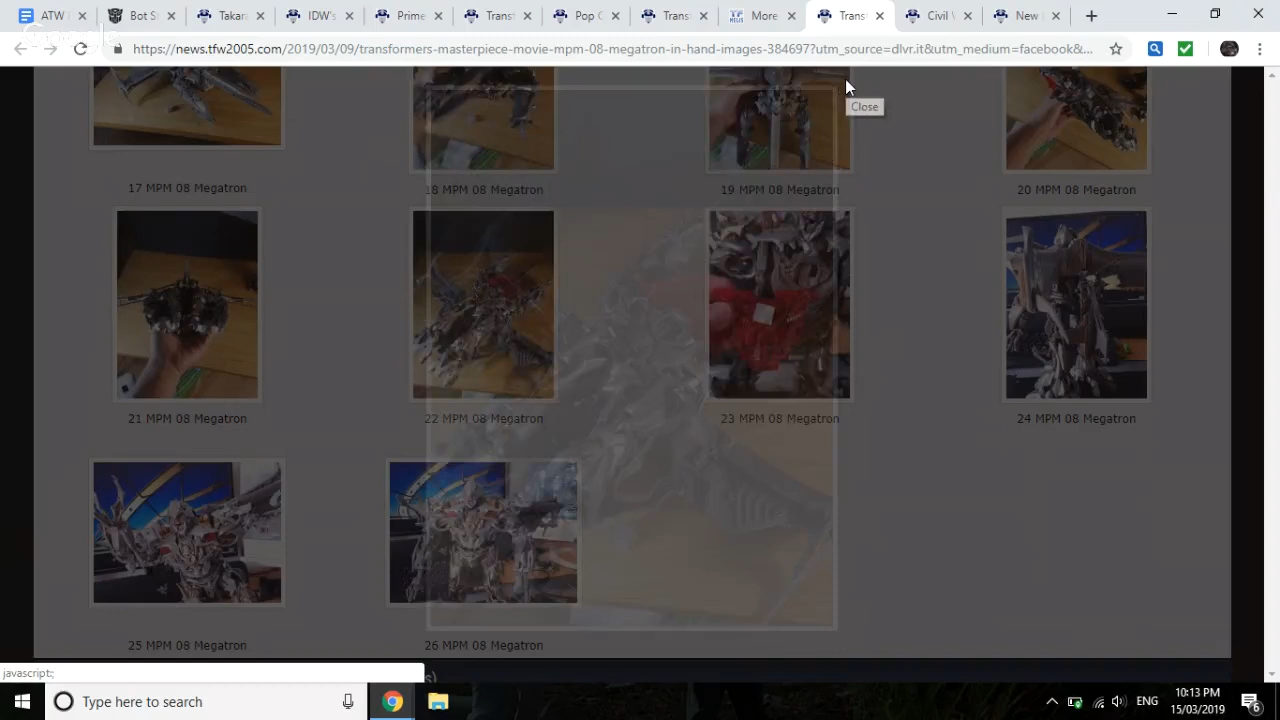 ATW
Bot St
Takar
IDW's
Prime
Transf
Pop C
Transf
More
Trans
Civil V
New
https://news.tfw2005.com/2019/03/09/transformers-masterpiece-movie-mpm-08-megatron-in-hand-images-384697?utm_source=dlvr.it&utm_medium=facebook&...
Close
17 MPM 08 Megatron
18 MPM 08 Megatron
19 MPM 08 Megatron
20 MPM 08 Megatron
21 MPM 08 Megatron
22 MPM 08 Megatron
23 MPM 08 Megatron
24 MPM 08 Megatron
25 MPM 08 Megatron
26 MPM 08 Megatron
javascript:;
s)
Type here to search
ENG
10:13 PM
15/03/2019
6